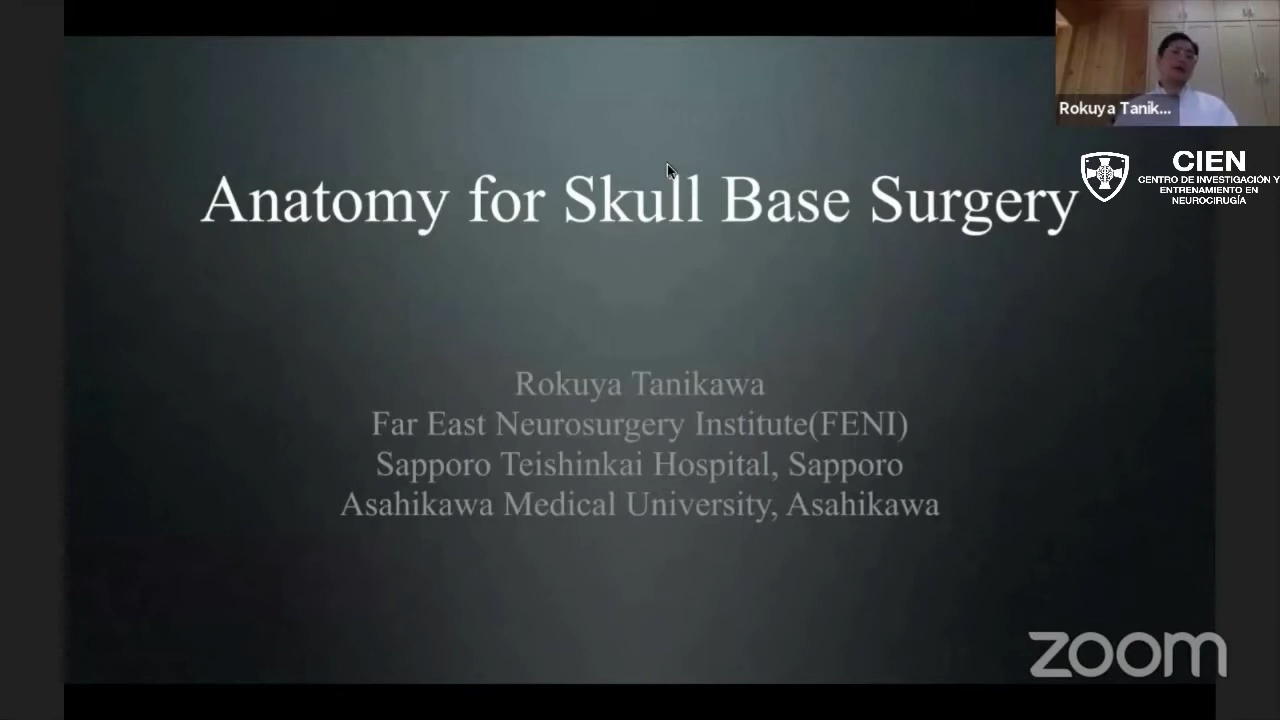 Rokuya Tanik...
CIEN
CENTRO DE INVESTIGACIÓN Y
ENTRENAMIENTO EN
NEUROCIRUGÍA
Anatomy for Skull Base Surgery
Rokuya Tanikawa
Far East Neurosurgery Institute(FENI)
Sapporo Teishinkai Hospital, Sapporo
Asahikawa Medical University, Asahikawa
zoom